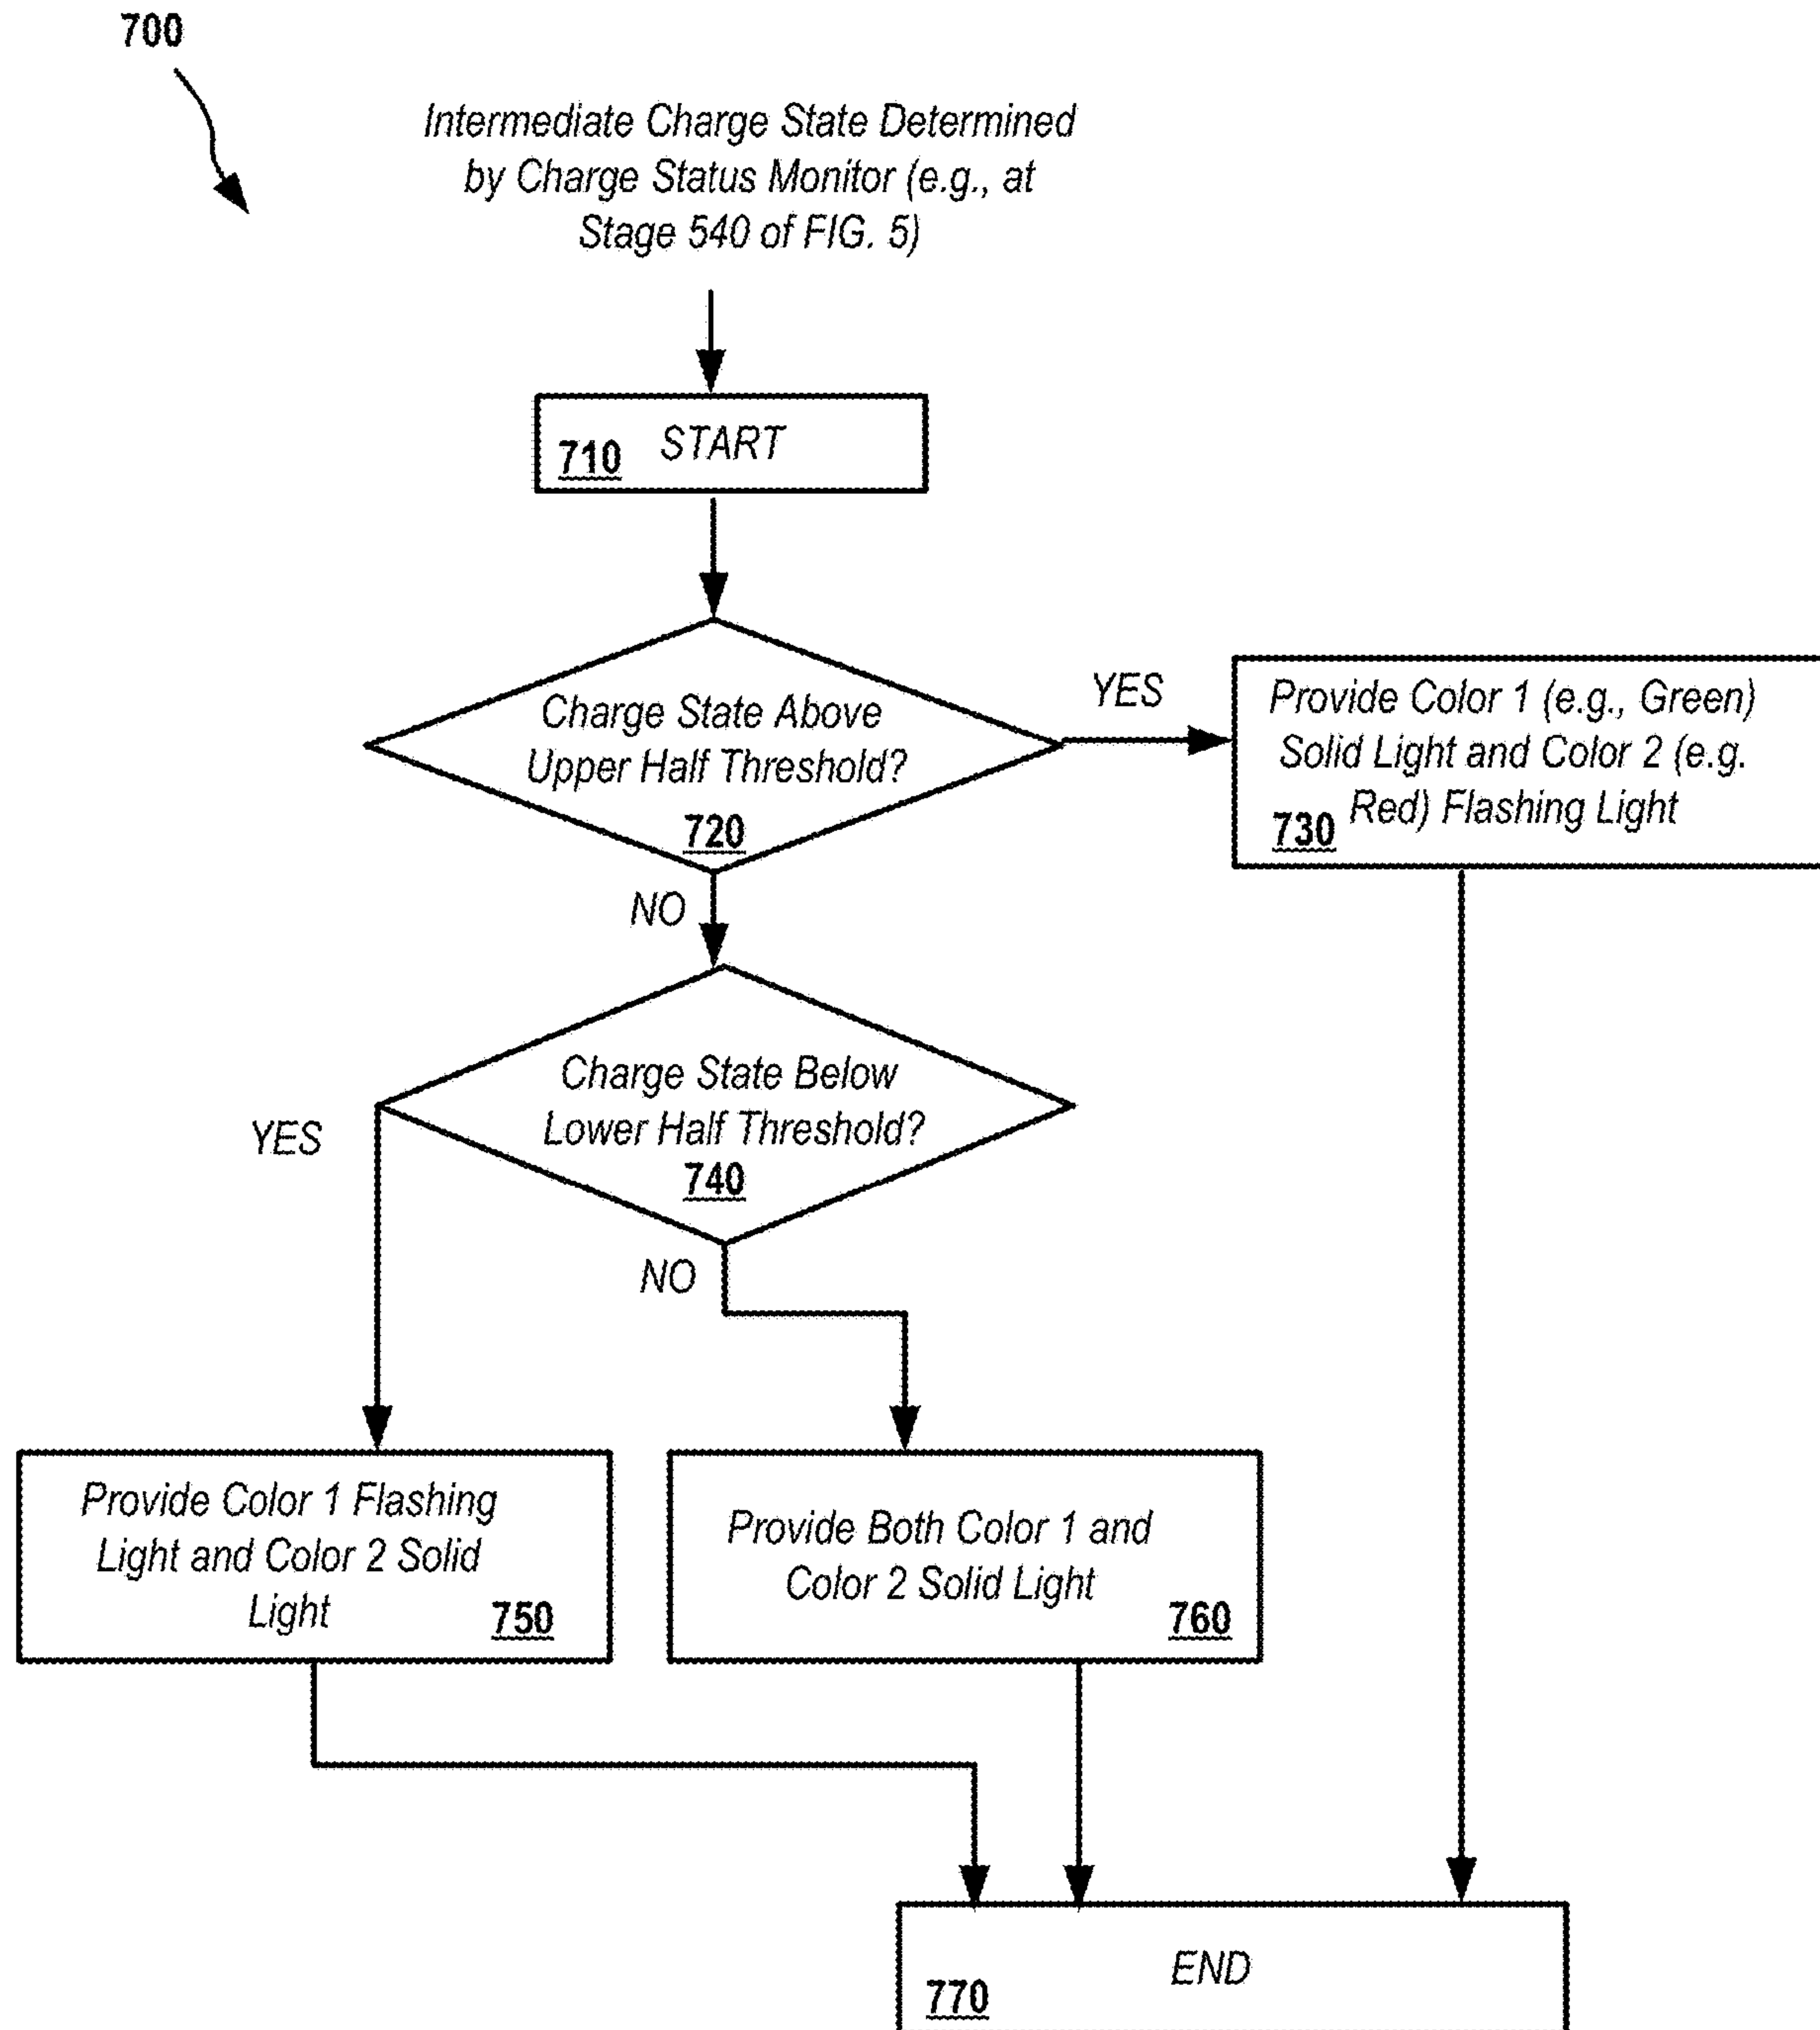 700
Intermediate Charge State Determined
by Charge Status Monitor (e.g., at
Stage 540 of FIG. 5)
710 START
Charge State Above
Upper Half Threshold?
720
YES
Provide Color 1 (e.g., Green)
Solid Light and Color 2 (e.g.
Red) Flashing Light
730
NO
Charge State Below
Lower Half Threshold?
740
YES
NO
Provide Color 1 Flashing
Light and Color 2 Solid
Light
750
Provide Both Color 1 and
Color 2 Solid Light
760
END
770